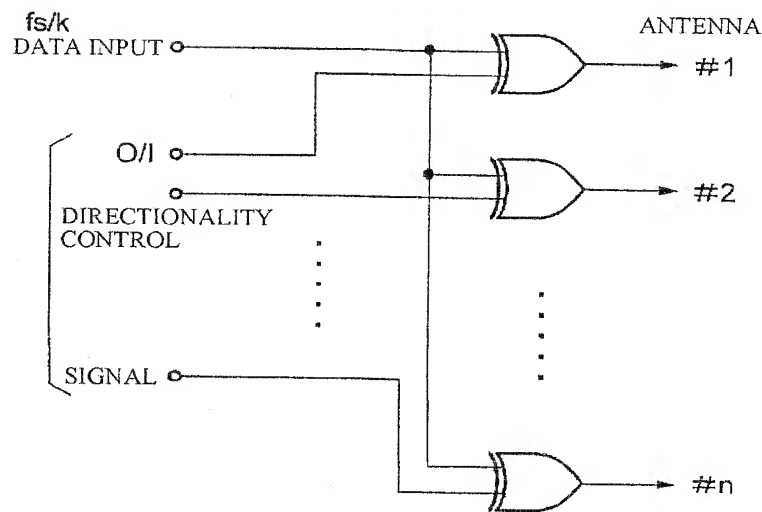 fs/k
DATA INPUT
ANTENNA
#1
O/I
#2
DIRECTIONALITY
CONTROL
SIGNAL
#n